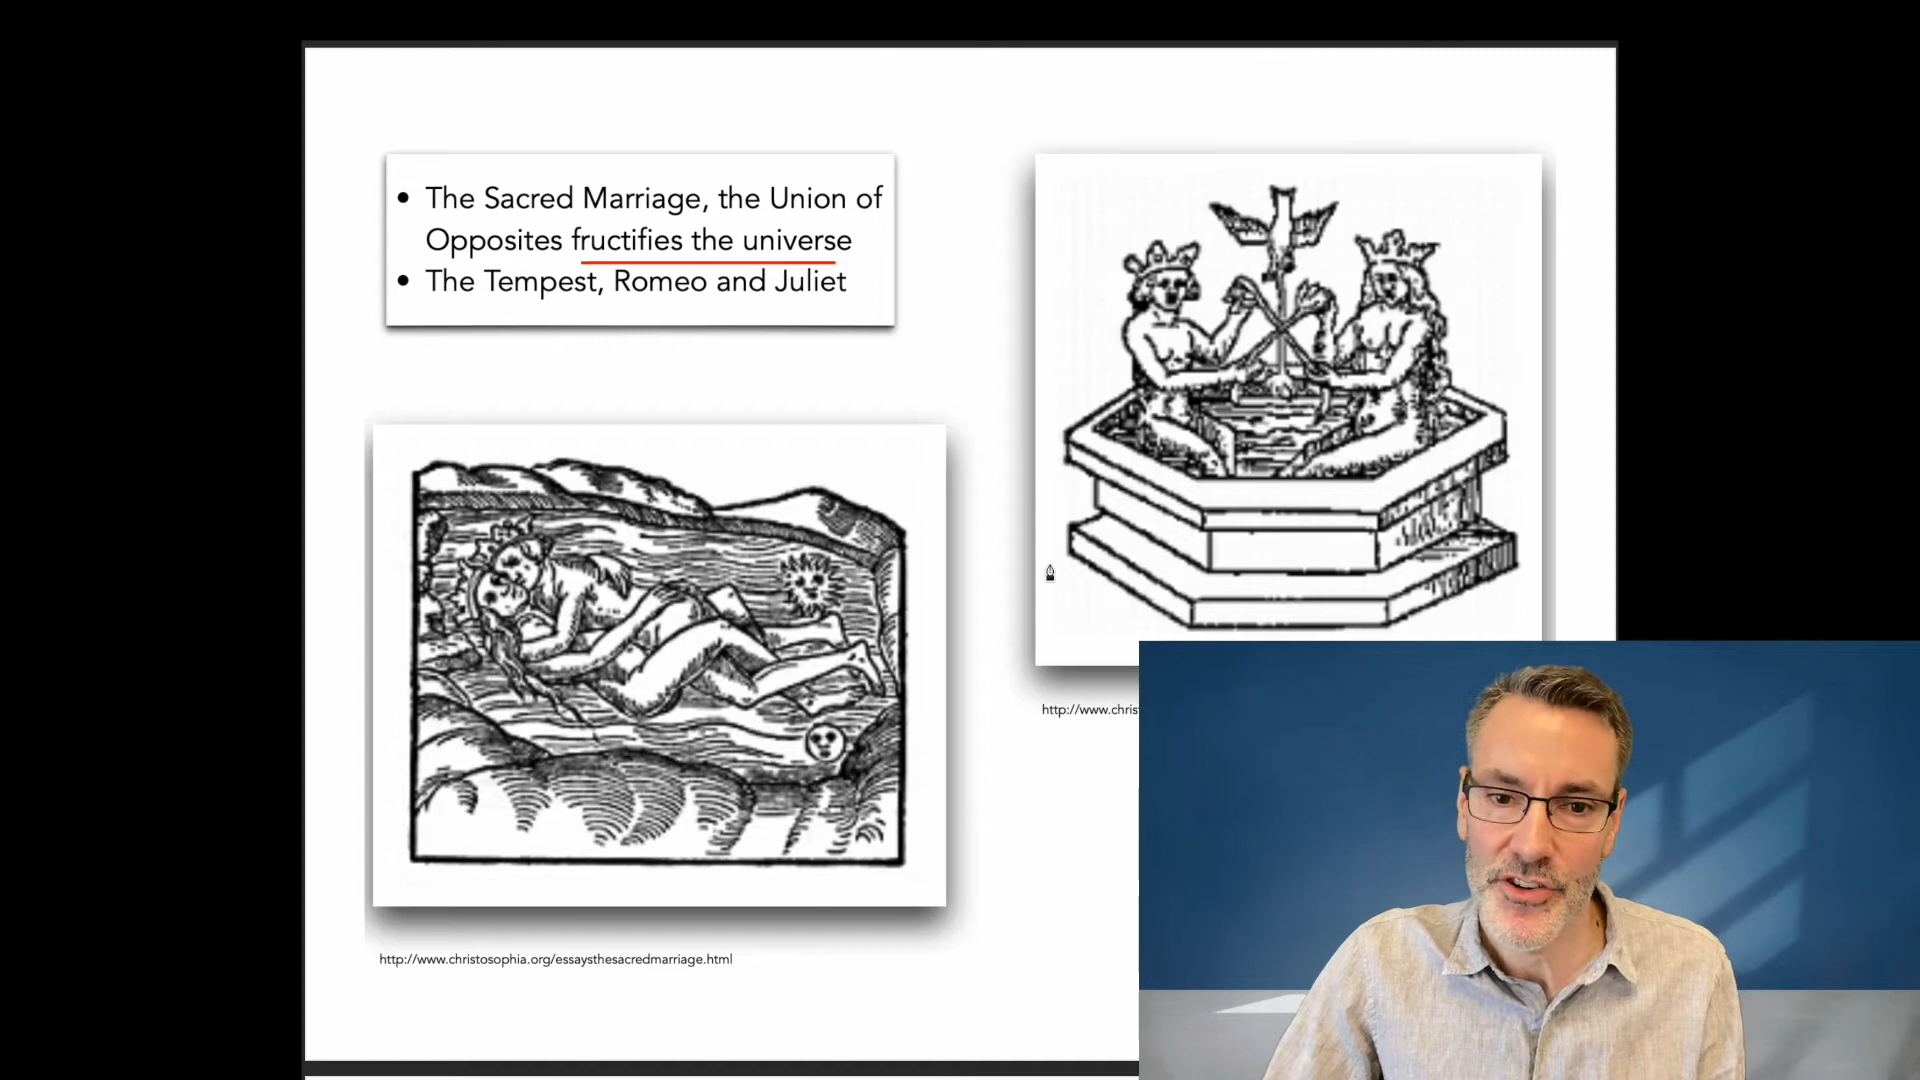 • The Sacred Marriage, the Union of
Opposites fructifies the universe
• The Tempest, Romeo and Juliet
http://www.chris
http://www.christosophia.org/essaysthesacredmarriage.html